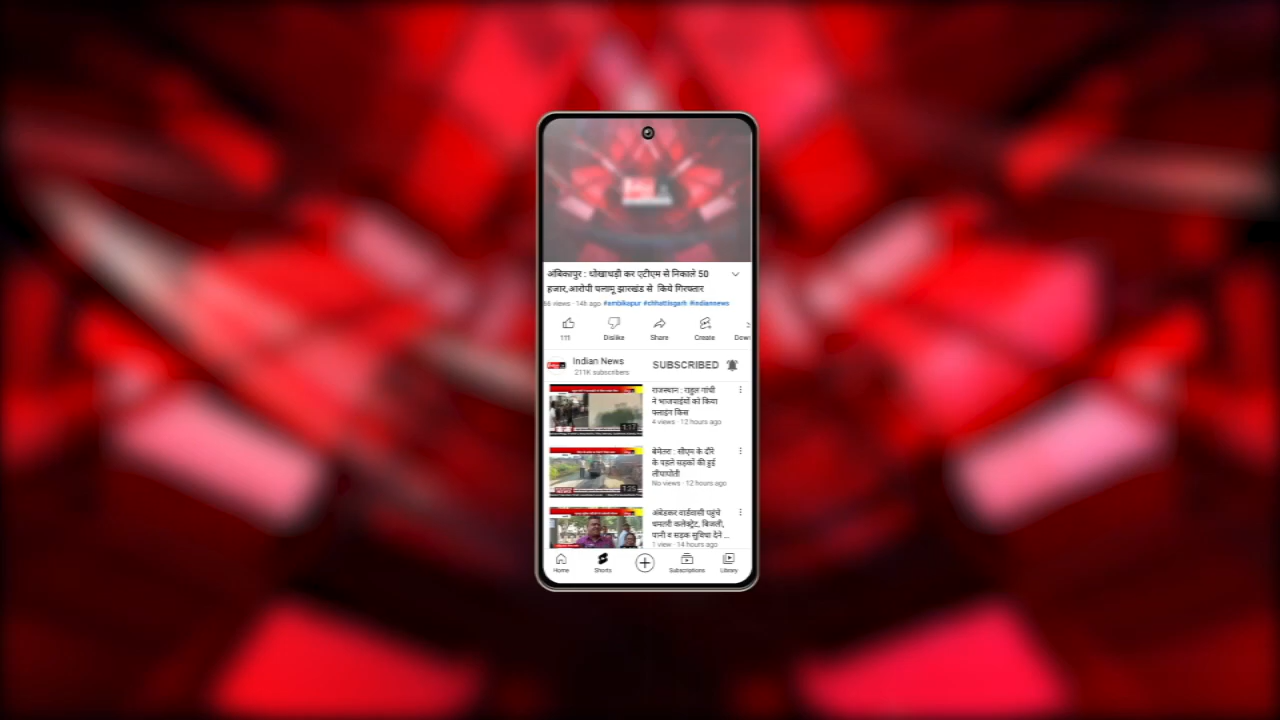 अंबिकापुर : धोखाधड़ी कर एटीएम से निकाले 50
हजार,आरोपी पलामू झारखंड से किये गिरफ्तार
66 views · 14h ago #ambikapur #chhattisgarh #indiannews
111
Dislike
Share
Create
Down
Indian News
211K subscribers
SUBSCRIBED
राजस्थान : राहुल गांधी
ने भाजपाईयों को किया
फ्लाइंग किस
4 views · 12 hours ago
1:17
बेमेतरा : सीएम के दौरे
के पहले सड़कों की हुई
लीपापोती
No views · 12 hours ago
1:25
अंबेडकर वार्डवासी पहुंचे
धमतरी कलेक्ट्रेट, बिजली,
पानी व सड़क सुविधा देने ...
1 view · 14 hours ago
Home
Shorts
Subscriptions
Library